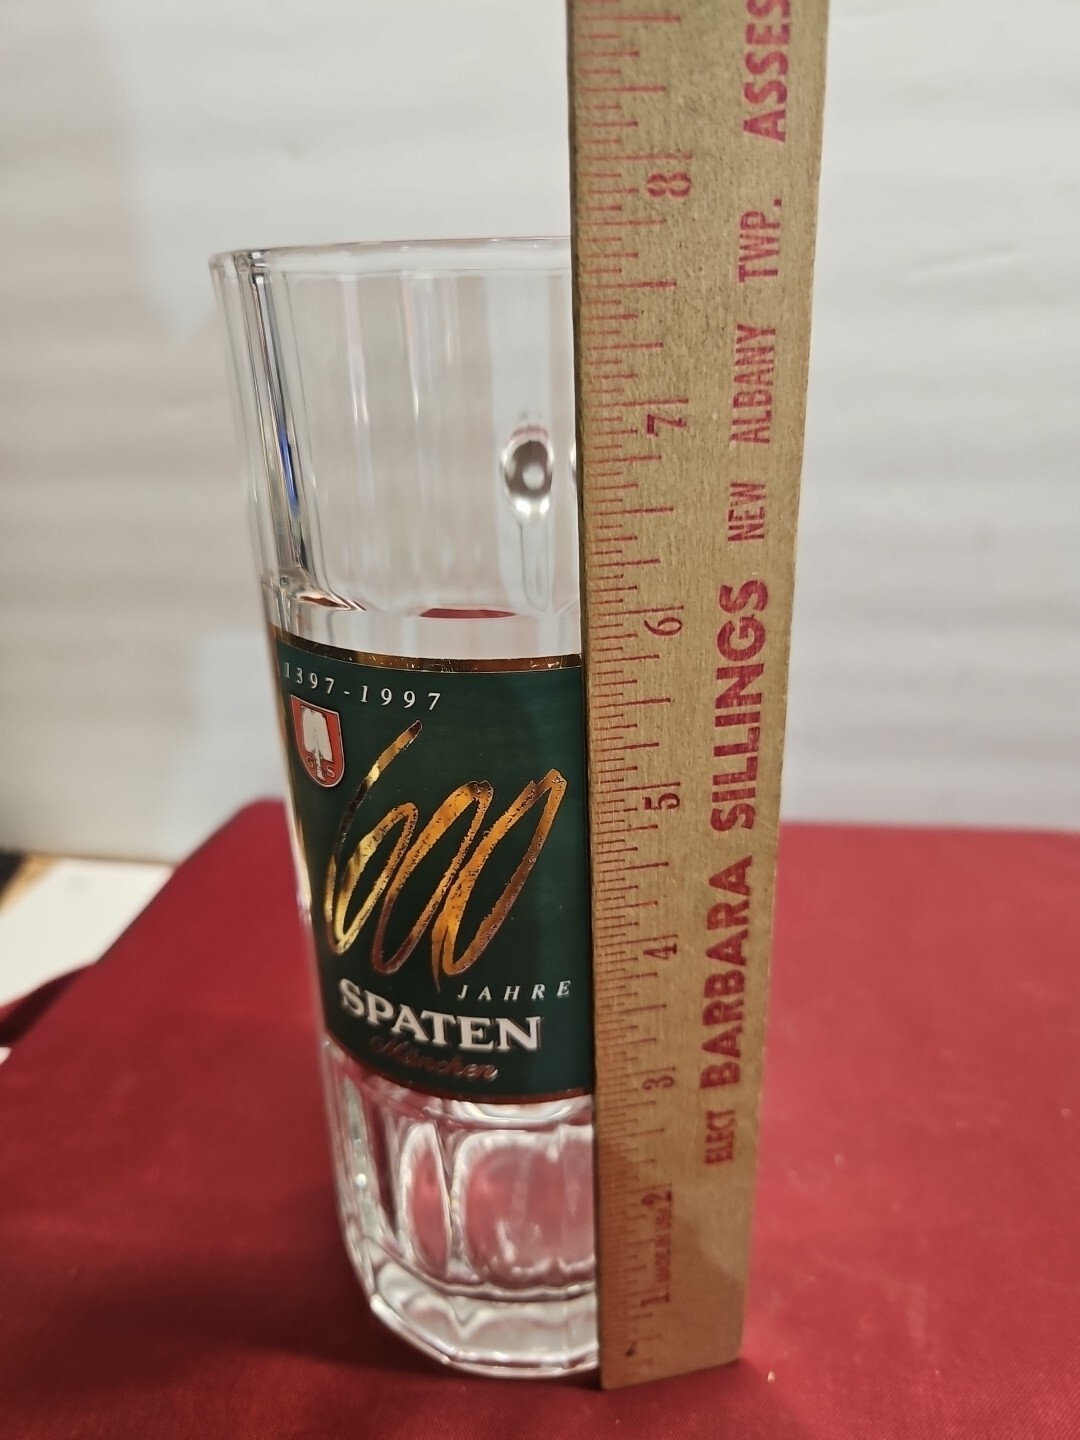 1397-1997
G S
600
JAHRE
SPATEN
München
8
7
6
5
4
3
2
1
ELECT BARBARA SILLINGS NEW ALBANY TWP. ASSES